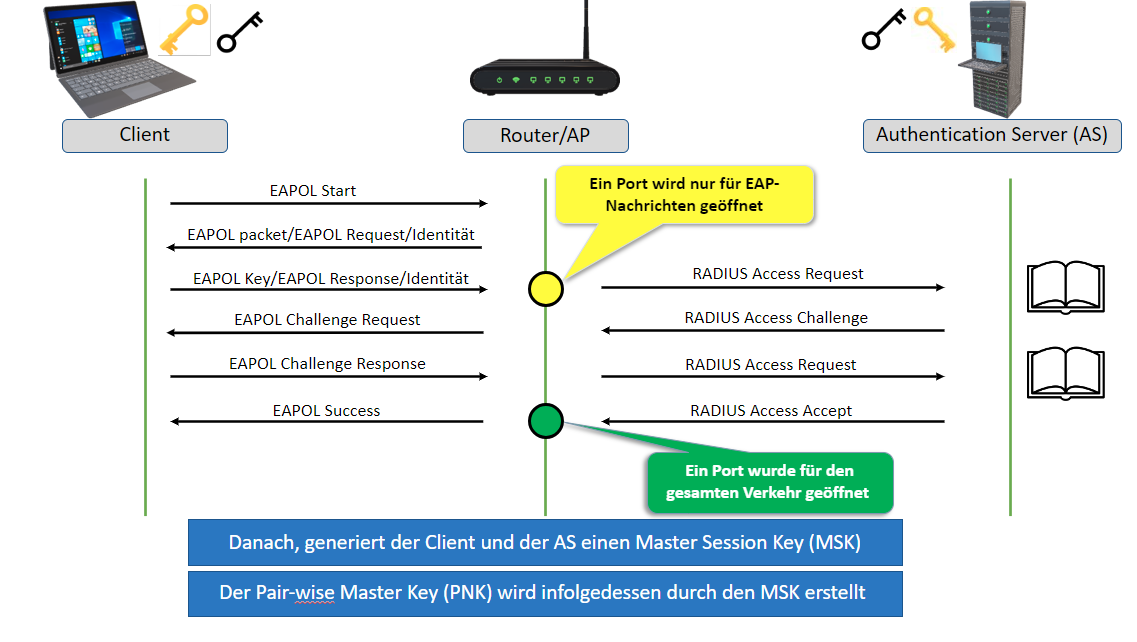 Client
Router/AP
Authentication Server (AS)
EAPOL Start
Ein Port wird nur für EAP-
Nachrichten geöffnet
EAPOL packet/EAPOL Request/Identität
EAPOL Key/EAPOL Response/Identität
RADIUS Access Request
EAPOL Challenge Request
RADIUS Access Challenge
EAPOL Challenge Response
RADIUS Access Request
EAPOL Success
RADIUS Access Accept
Ein Port wurde für den
gesamten Verkehr geöffnet
Danach, generiert der Client und der AS einen Master Session Key (MSK)
Der Pair-wise Master Key (PNK) wird infolgedessen durch den MSK erstellt